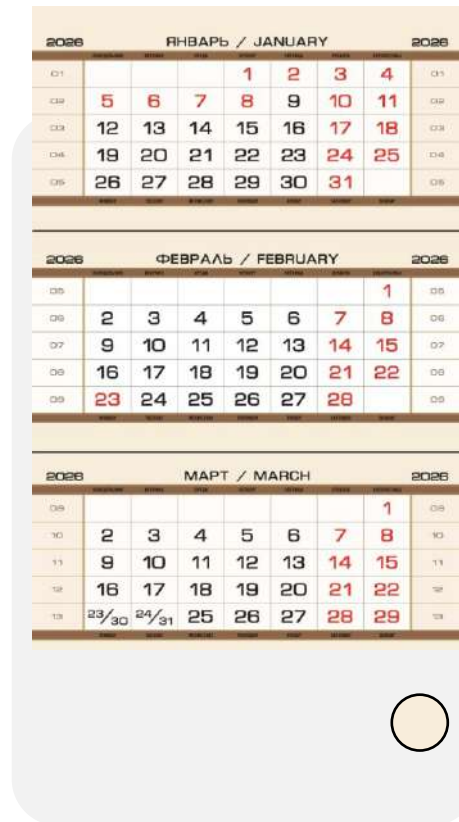 2026 ЯНВАРЬ / JANUARY 2026
01 1 2 3 4 01
02 5 6 7 8 9 10 11 02
03 12 13 14 15 16 17 18 03
04 19 20 21 22 23 24 25 04
05 26 27 28 29 30 31 05
2026 ФЕВРАЛЬ / FEBRUARY 2026
05 1 05
06 2 3 4 5 6 7 8 06
07 9 10 11 12 13 14 15 07
08 16 17 18 19 20 21 22 08
09 23 24 25 26 27 28 09
2026 МАРТ / MARCH 2026
09 1 09
10 2 3 4 5 6 7 8 10
11 9 10 11 12 13 14 15 11
12 16 17 18 19 20 21 22 12
13 23/30 24/31 25 26 27 28 29 13